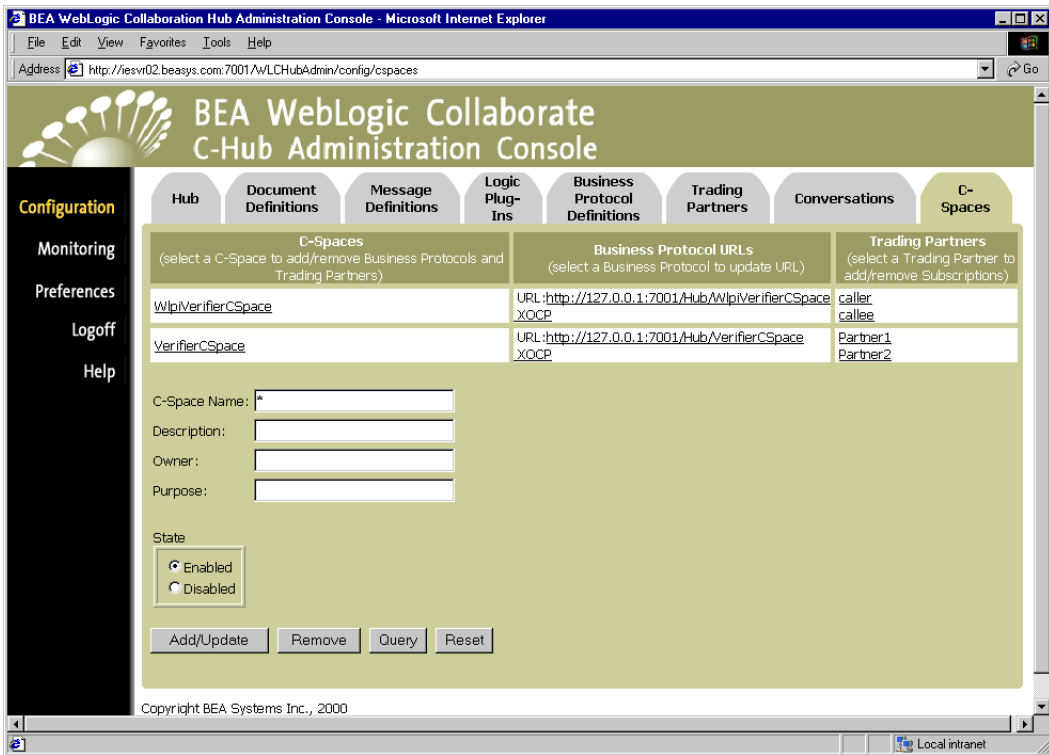 BEA WebLogic Collaboration Hub Administration Console - Microsoft Internet Explorer
File Edit View Favorites Tools Help
Address http://iesvr02.beasys.com:7001/WLCHubAdmin/config/cspaces Go
BEA WebLogic Collaborate
C-Hub Administration Console
Configuration
Monitoring
Preferences
Logoff
Help
Hub
Document
Definitions
Message
Definitions
Logic
Plug-
Ins
Business
Protocol
Definitions
Trading
Partners
Conversations
C-
Spaces
C-Spaces
(select a C-Space to add/remove Business Protocols and
Trading Partners)
Business Protocol URLs
(select a Business Protocol to update URL)
Trading Partners
(select a Trading Partner to
add/remove Subscriptions)
WlpiVerifierCSpace
URL:http://127.0.0.1:7001/Hub/WlpiVerifierCSpace
XOCP
caller
callee
VerifierCSpace
URL:http://127.0.0.1:7001/Hub/VerifierCSpace
XOCP
Partner1
Partner2
C-Space Name: *
Description:
Owner:
Purpose:
State
Enabled
Disabled
Add/Update Remove Query Reset
Copyright BEA Systems Inc., 2000
Local intranet